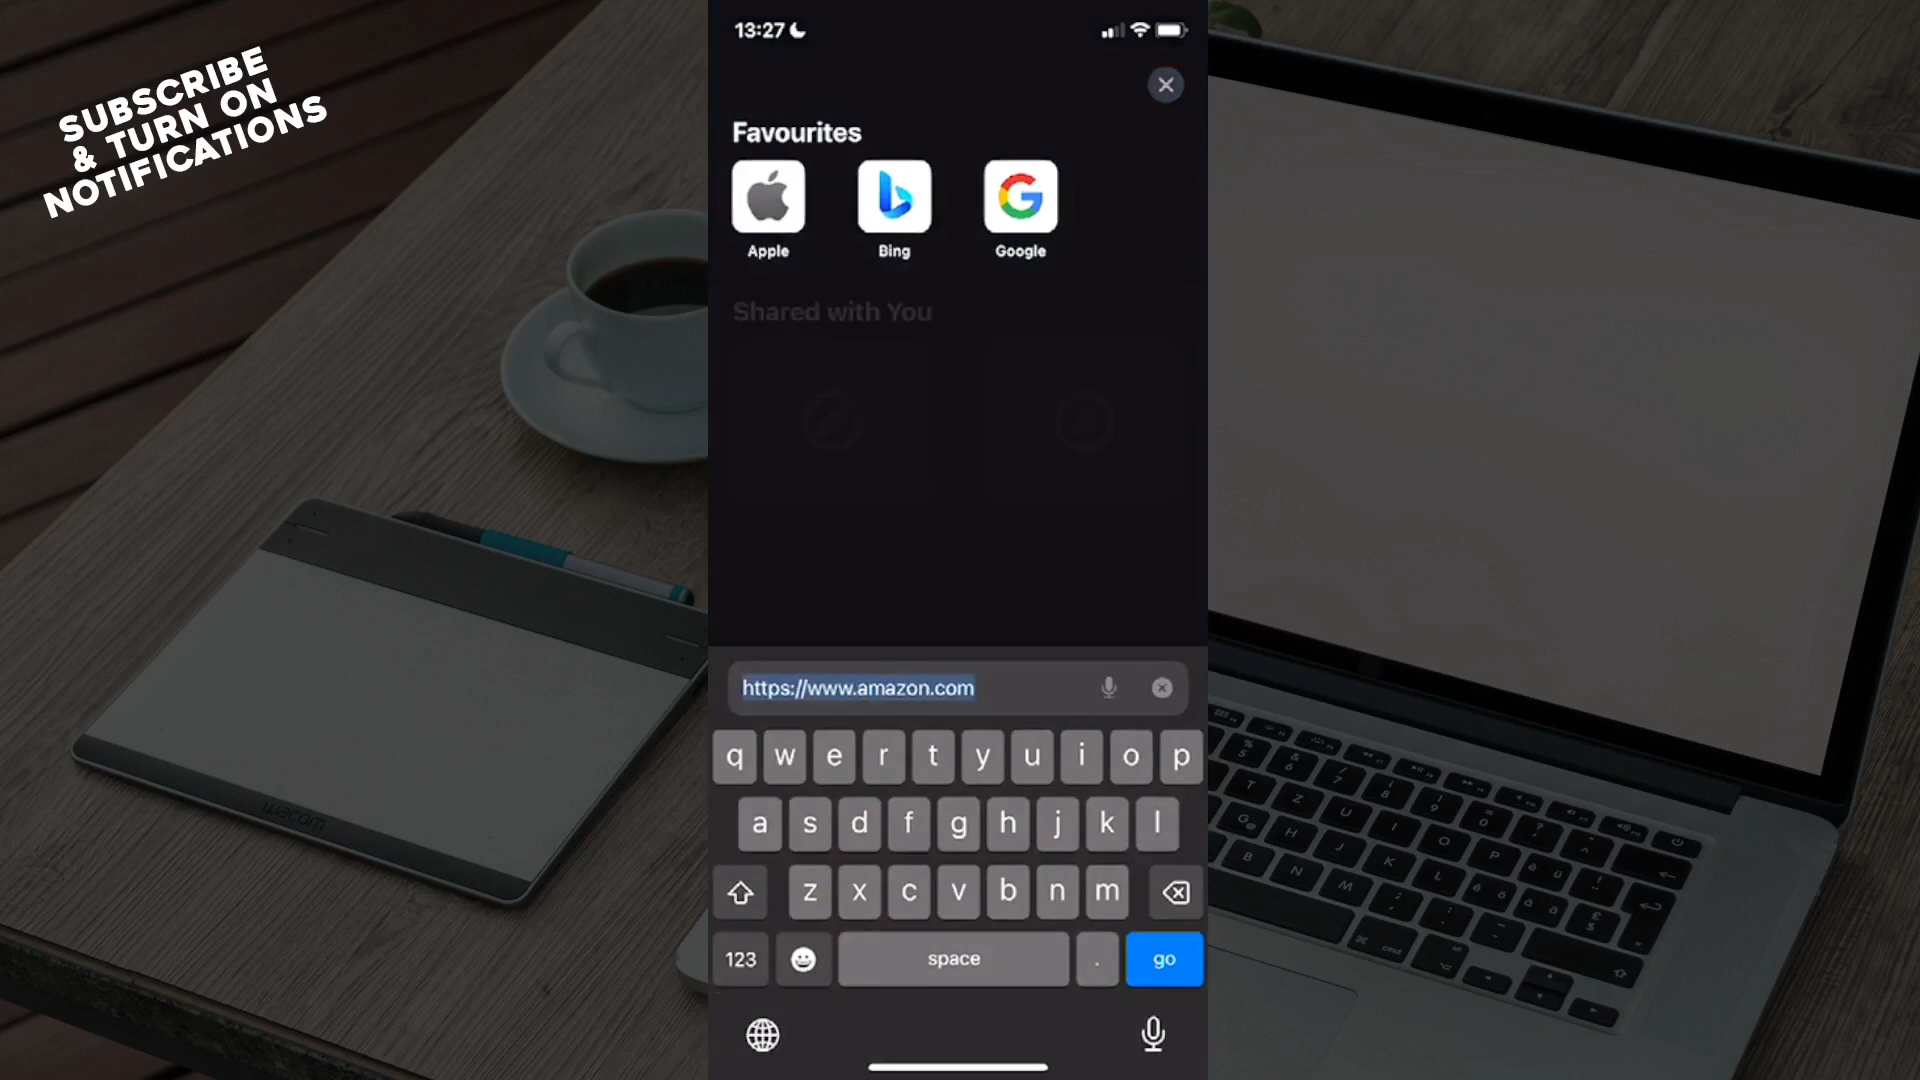 SUBSCRIBE
& TURN ON
NOTIFICATIONS
13:27
Favourites
Apple
Bing
Google
Shared with You
https://www.amazon.com
q w e r t y u i o p
a s d f g h j k l
z x c v b n m
123 space . go
wacom